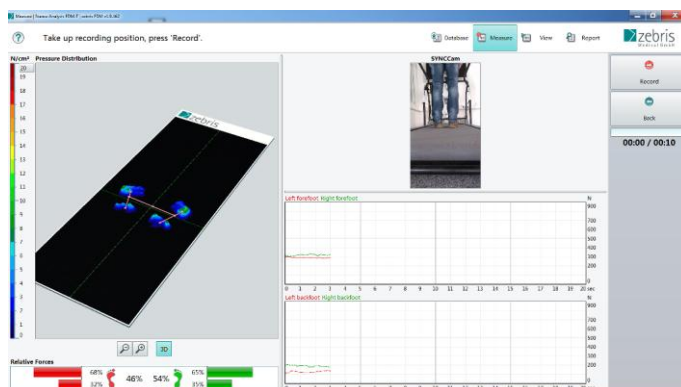 Take up recording position, press 'Record'.
Database
Measure
View
Report
zebris
Medical GmbH
N/cm² Pressure Distribution
20
19
18
17
16
15
14
13
12
11
10
9
8
7
6
5
4
3
2
1
0
zebris
3D
SYNCCam
Record
Back
00:00 / 00:10
Left forefoot Right forefoot N
900
700
600
500
400
300
200
0
0 1 2 3 4 5 6 7 8 9 10 11 12 13 14 15 16 17 18 19 20 sec
Left backfoot Right backfoot N
900
700
600
500
400
300
200
Relative Forces
68% 46% 54% 65%
32% 35%